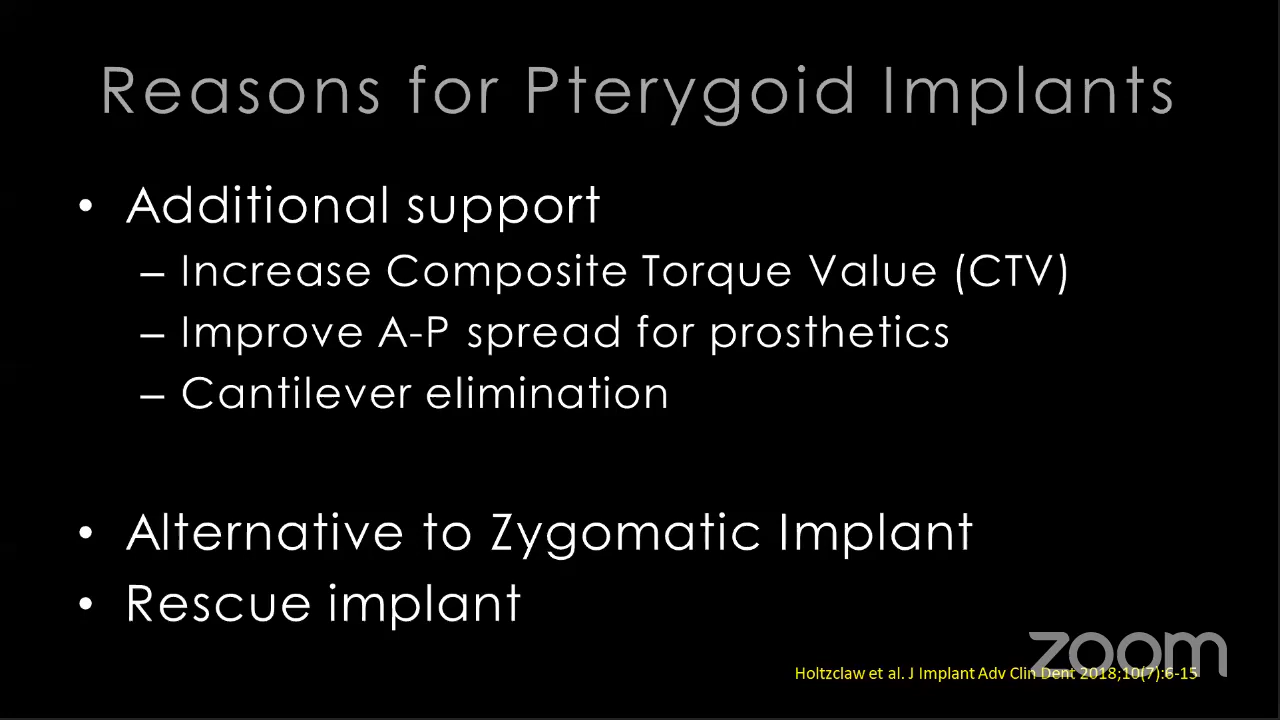 Reasons for Pterygoid Implants
• Additional support
– Increase Composite Torque Value (CTV)
– Improve A-P spread for prosthetics
– Cantilever elimination
• Alternative to Zygomatic Implant
• Rescue implant
zoom
Holtzclaw et al. J Implant Adv Clin Dent 2018;10(7):6-15